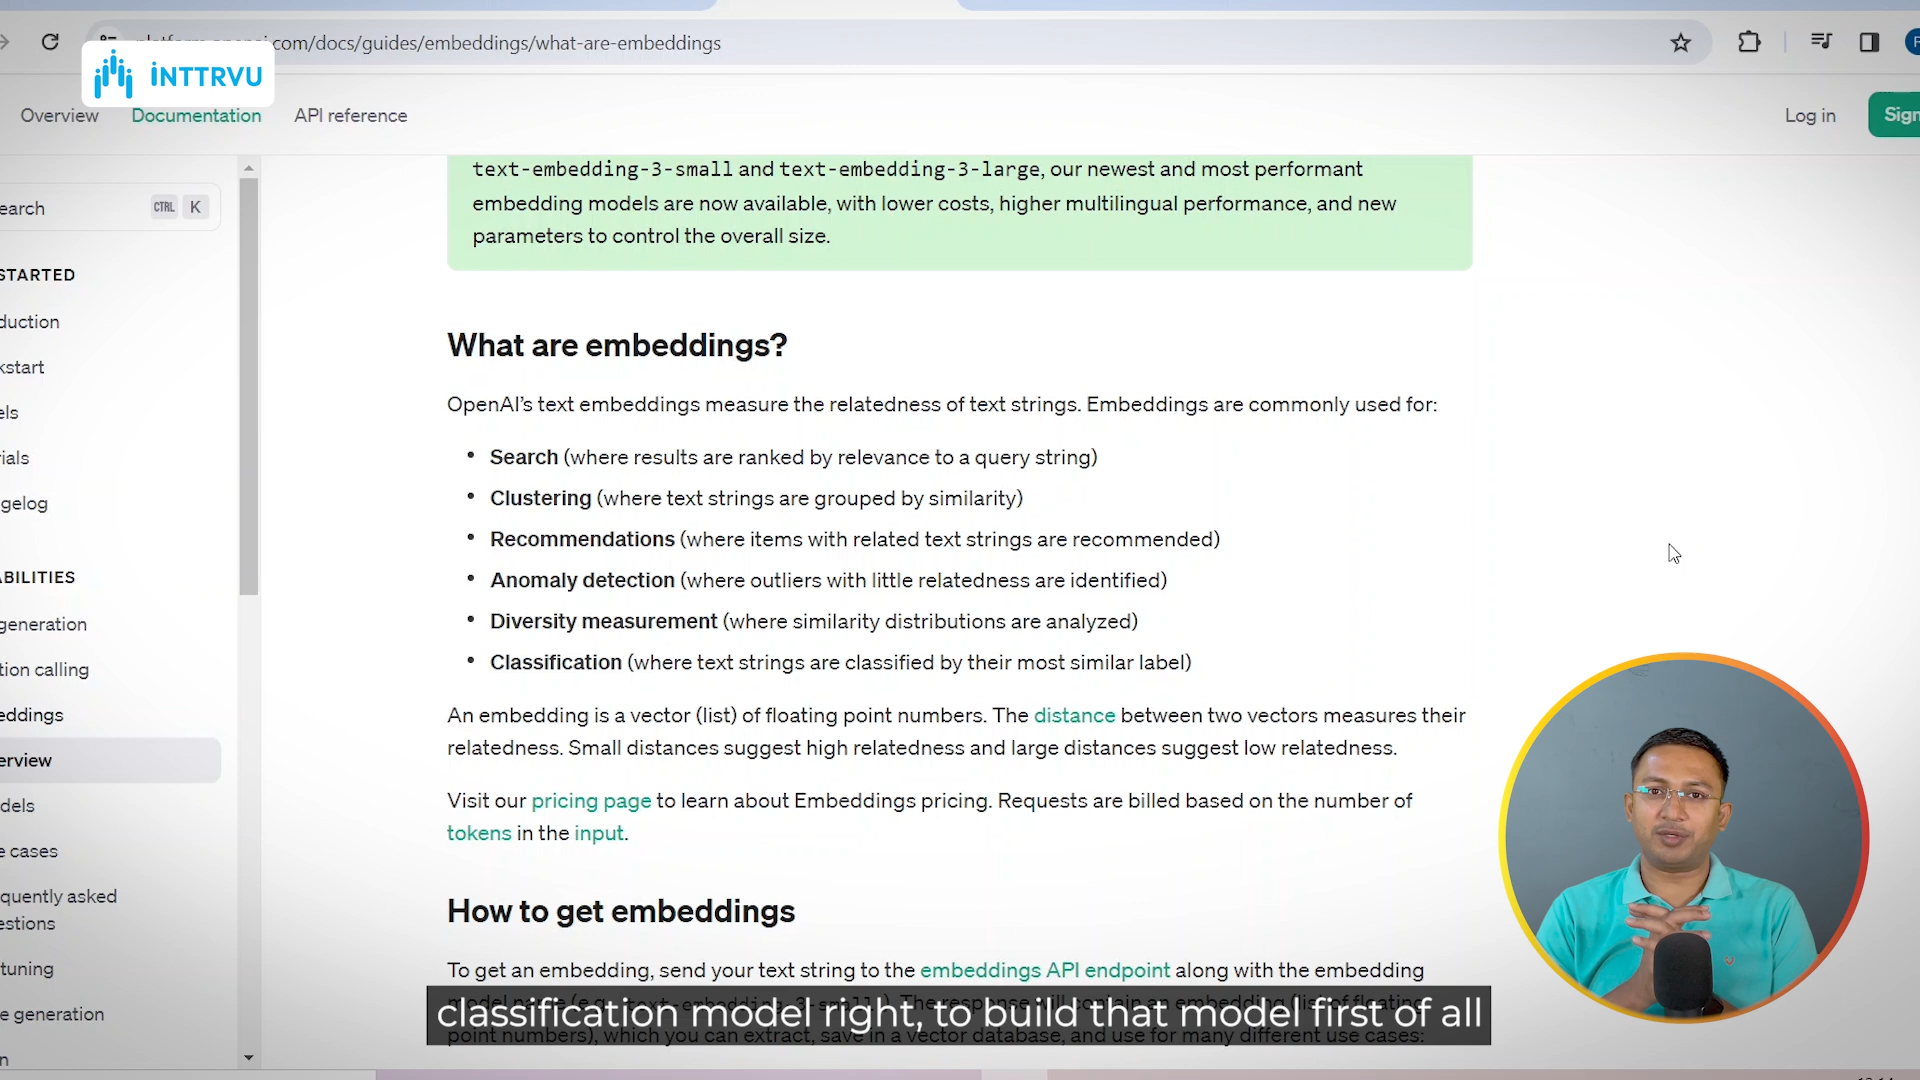 platform.openai.com/docs/guides/embeddings/what-are-embeddings
INTTRVU
Overview
Documentation
API reference
Log in
Sign
earch
CTRL
K
STARTED
duction
kstart
els
rials
gelog
ABILITIES
generation
tion calling
eddings
erview
dels
e cases
quently asked
estions
tuning
e generation
n
text-embedding-3-small and text-embedding-3-large, our newest and most performant
embedding models are now available, with lower costs, higher multilingual performance, and new
parameters to control the overall size.
What are embeddings?
OpenAI’s text embeddings measure the relatedness of text strings. Embeddings are commonly used for:
• Search (where results are ranked by relevance to a query string)
• Clustering (where text strings are grouped by similarity)
• Recommendations (where items with related text strings are recommended)
• Anomaly detection (where outliers with little relatedness are identified)
• Diversity measurement (where similarity distributions are analyzed)
• Classification (where text strings are classified by their most similar label)
An embedding is a vector (list) of floating point numbers. The distance between two vectors measures their
relatedness. Small distances suggest high relatedness and large distances suggest low relatedness.
Visit our pricing page to learn about Embeddings pricing. Requests are billed based on the number of
tokens in the input.
How to get embeddings
To get an embedding, send your text string to the embeddings API endpoint along with the embedding
classification model right, to build that model first of all
point numbers), which you can extract, save in a vector database, and use for many different use cases: